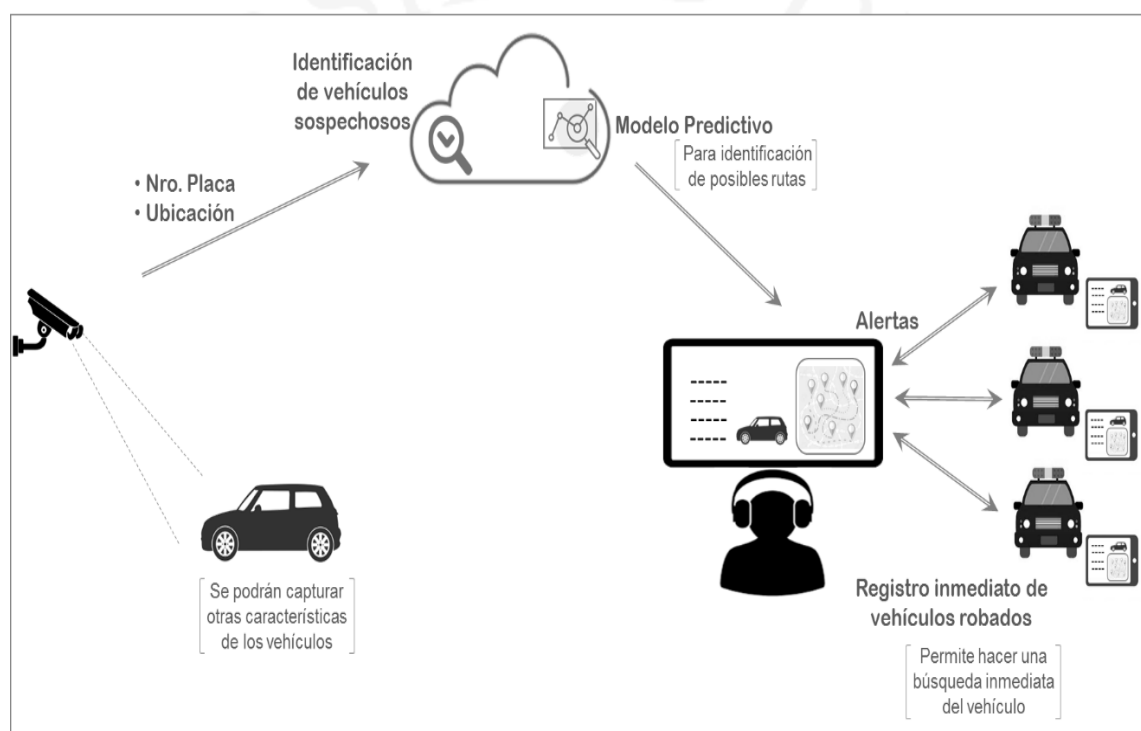 Identificación
de vehículos
sospechosos
Modelo Predictivo
Para identificación
de posibles rutas
• Nro. Placa
• Ubicación
Alertas
Se podrán capturar
otras características
de los vehículos
Registro inmediato de
vehículos robados
Permite hacer una
búsqueda inmediata
del vehículo